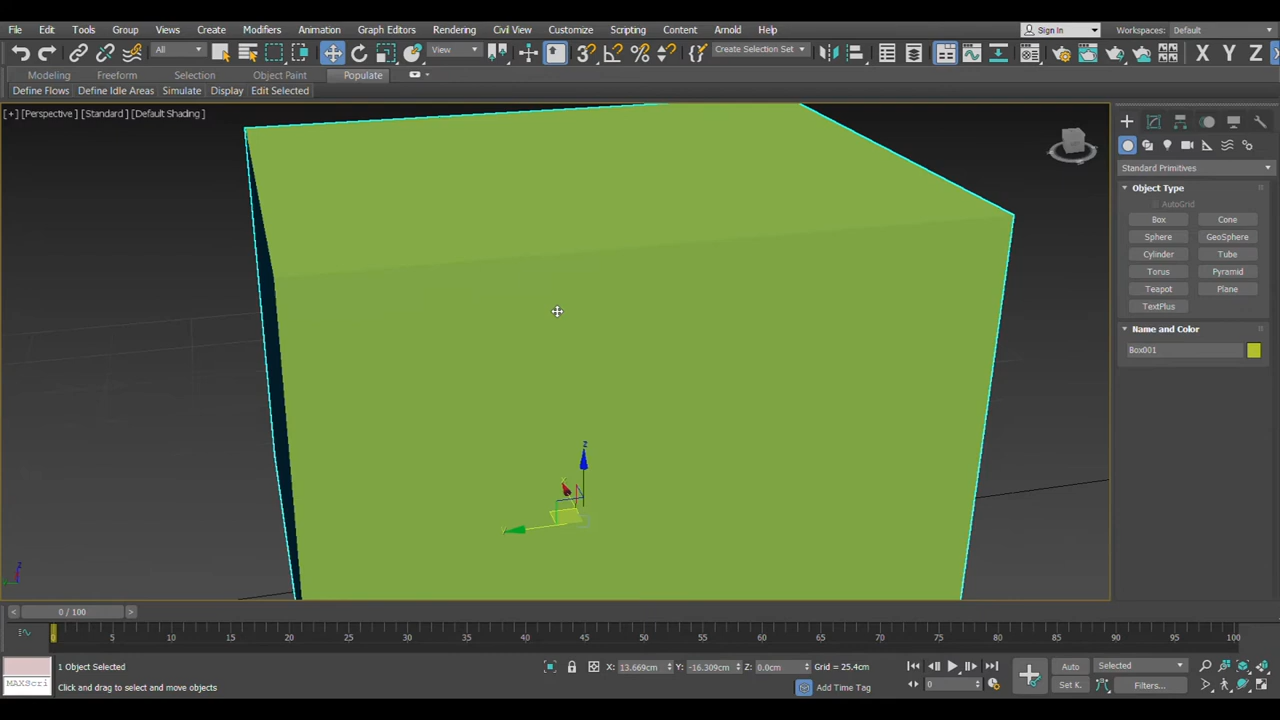 File Edit Tools Group Views Create Modifiers Animation Graph Editors Rendering Civil View Customize Scripting Content Arnold Help Sign In Workspaces: Default
All View Create Selection Set X Y Z
Modeling Freeform Selection Object Paint Populate
Define Flows Define Idle Areas Simulate Display Edit Selected
[+] [Perspective ] [Standard ] [Default Shading ]
Standard Primitives
Object Type
AutoGrid
Box Cone
Sphere GeoSphere
Cylinder Tube
Torus Pyramid
Teapot Plane
TextPlus
Name and Color
Box001
z
y
z
< 0 / 100 >
0 5 10 15 20 25 30 35 40 45 50 55 60 65 70 75 80 85 90 95 100
1 Object Selected X: 13.669cm Y: -16.309cm Z: 0.0cm Grid = 25.4cm Auto Selected
MAXScri Click and drag to select and move objects Add Time Tag 0 Set K. Filters...